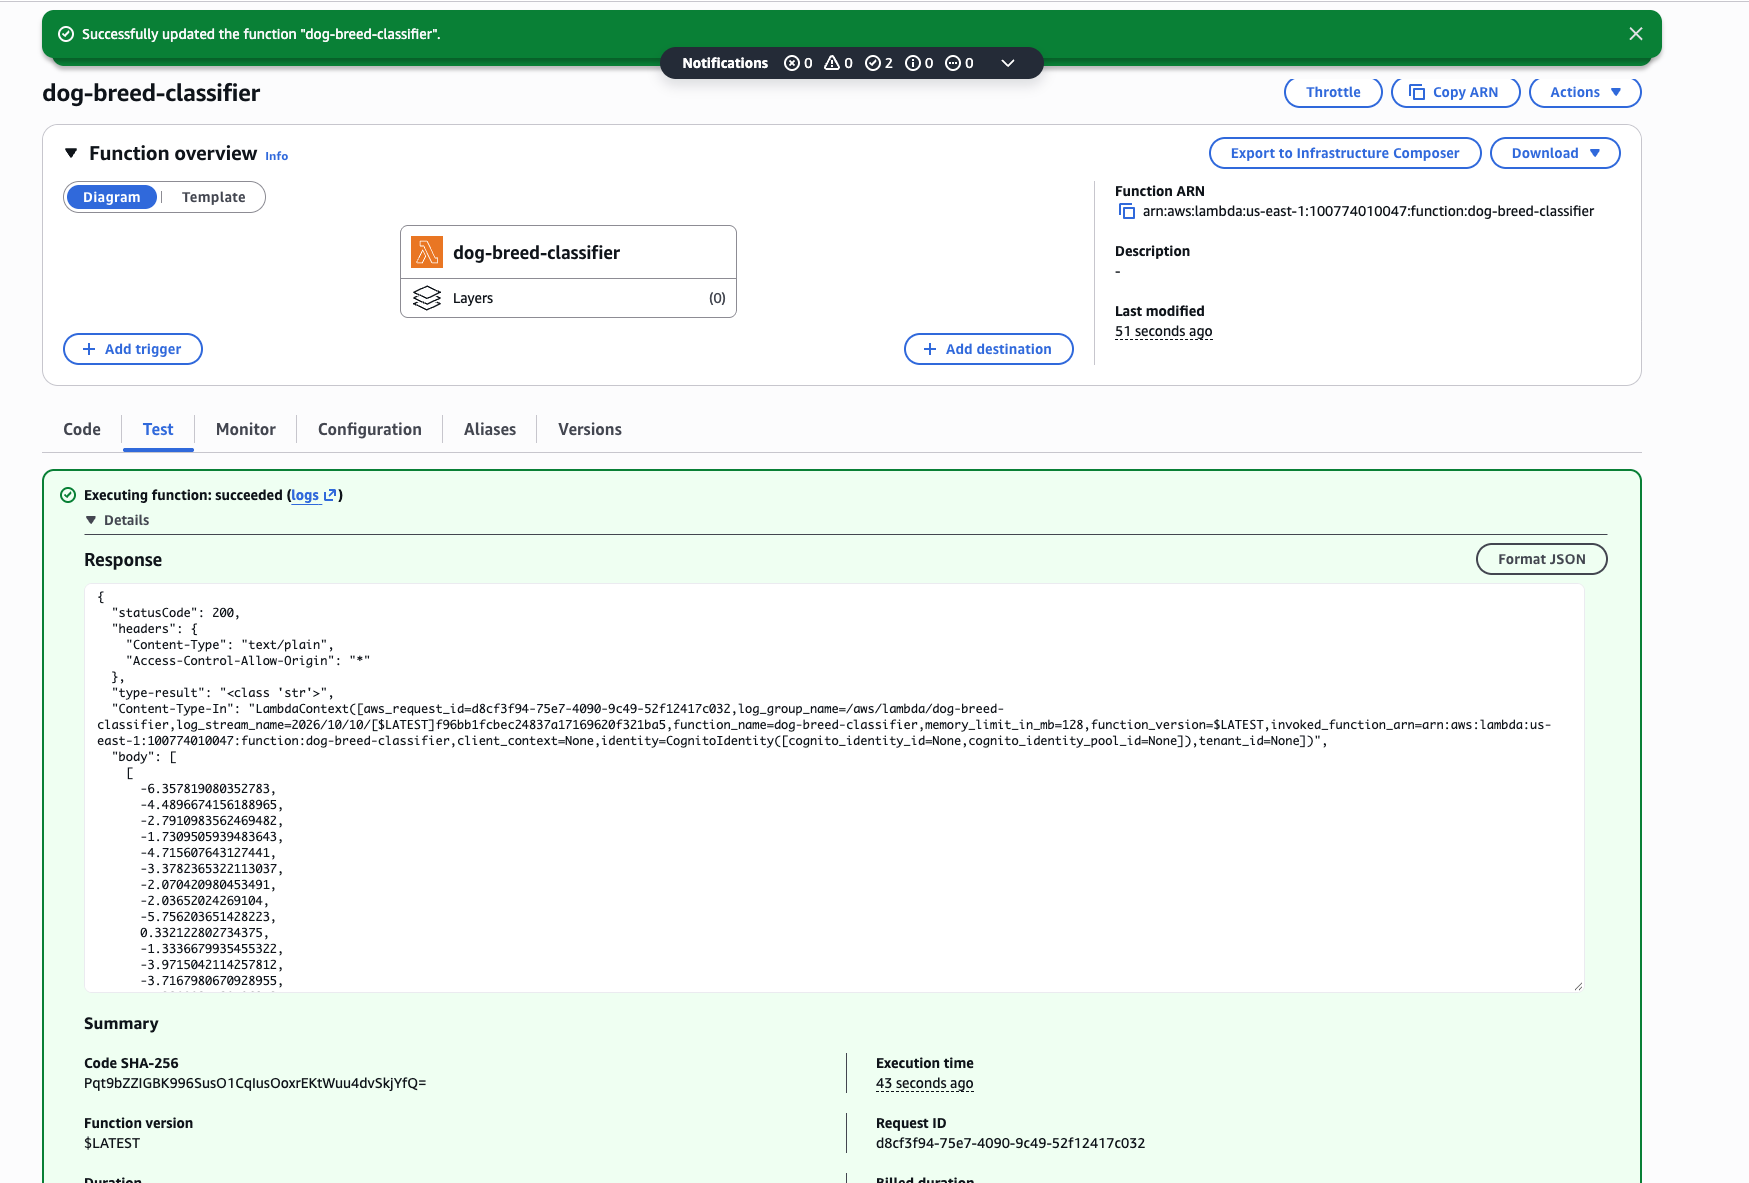 Successfully updated the function "dog-breed-classifier".
Notifications 0 0 2 0 0
dog-breed-classifier
Throttle
Copy ARN
Actions
Function overview Info
Export to Infrastructure Composer
Download
Diagram
Template
Function ARN
arn:aws:lambda:us-east-1:100774010047:function:dog-breed-classifier
dog-breed-classifier
Description
-
Layers (0)
Last modified
51 seconds ago
Add trigger
Add destination
Code
Test
Monitor
Configuration
Aliases
Versions
Executing function: succeeded (logs)
Details
Response
Format JSON
{
"statusCode": 200,
"headers": {
"Content-Type": "text/plain",
"Access-Control-Allow-Origin": "*"
},
"type-result": "<class 'str'>",
"Content-Type-In": "LambdaContext([aws_request_id=d8cf3f94-75e7-4090-9c49-52f12417c032,log_group_name=/aws/lambda/dog-breed-
classifier,log_stream_name=2026/10/10/[$LATEST]f96bb1fcbec24837a17169620f321ba5,function_name=dog-breed-classifier,memory_limit_in_mb=128,function_version=$LATEST,invoked_function_arn=arn:aws:lambda:us-
east-1:100774010047:function:dog-breed-classifier,client_context=None,identity=CognitoIdentity([cognito_identity_id=None,cognito_identity_pool_id=None]),tenant_id=None])",
"body": [
[
-6.357819080352783,
-4.4896674156188965,
-2.7910983562469482,
-1.7309505939483643,
-4.715607643127441,
-3.3782365322113037,
-2.070420980453491,
-2.03652024269104,
-5.756203651428223,
0.332122802734375,
-1.3336679935455322,
-3.9715042114257812,
-3.7167980670928955,
Summary
Code SHA-256
Pqt9bZZIGBK996SusO1CqIusOoxrEKtWuu4dvSkjYfQ=
Execution time
43 seconds ago
Function version
$LATEST
Request ID
d8cf3f94-75e7-4090-9c49-52f12417c032
Duration
Billed duration